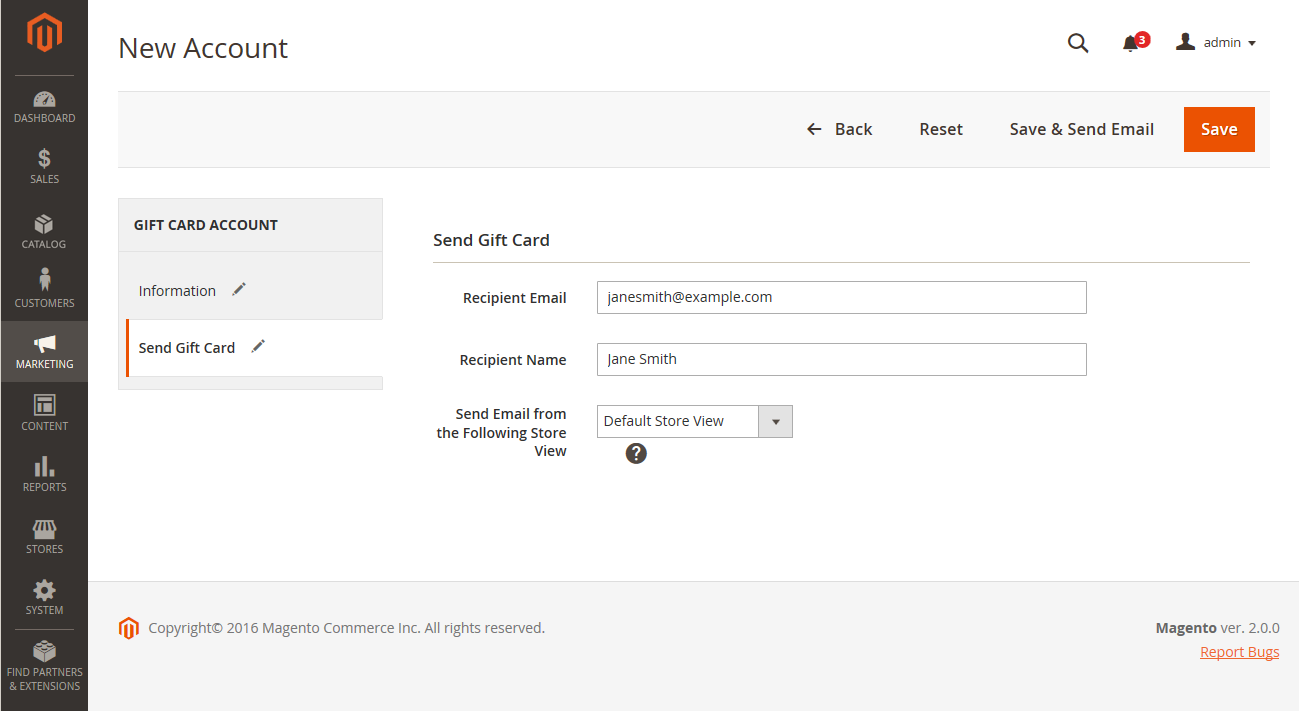 New Account
3
admin
DASHBOARD
SALES
CATALOG
CUSTOMERS
MARKETING
CONTENT
REPORTS
STORES
SYSTEM
FIND PARTNERS
& EXTENSIONS
Back
Reset
Save & Send Email
Save
GIFT CARD ACCOUNT
Information
Send Gift Card
Send Gift Card
Recipient Email
janesmith@example.com
Recipient Name
Jane Smith
Send Email from
the Following Store
View
Default Store View
?
Copyright© 2016 Magento Commerce Inc. All rights reserved.
Magento ver. 2.0.0
Report Bugs